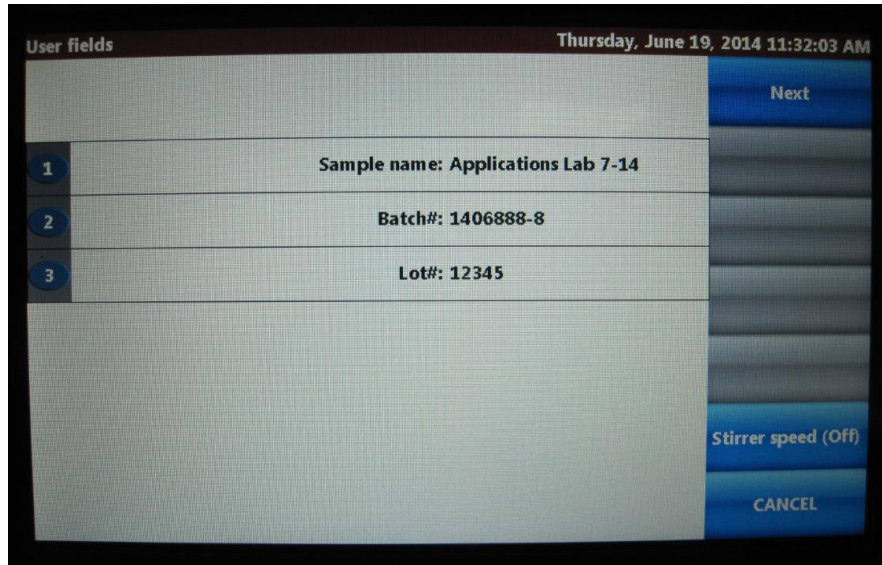 User fields
Thursday, June 19, 2014 11:32:03 AM
Next
1 Sample name: Applications Lab 7-14
2 Batch#: 1406888-8
3 Lot#: 12345
Stirrer speed (Off)
CANCEL